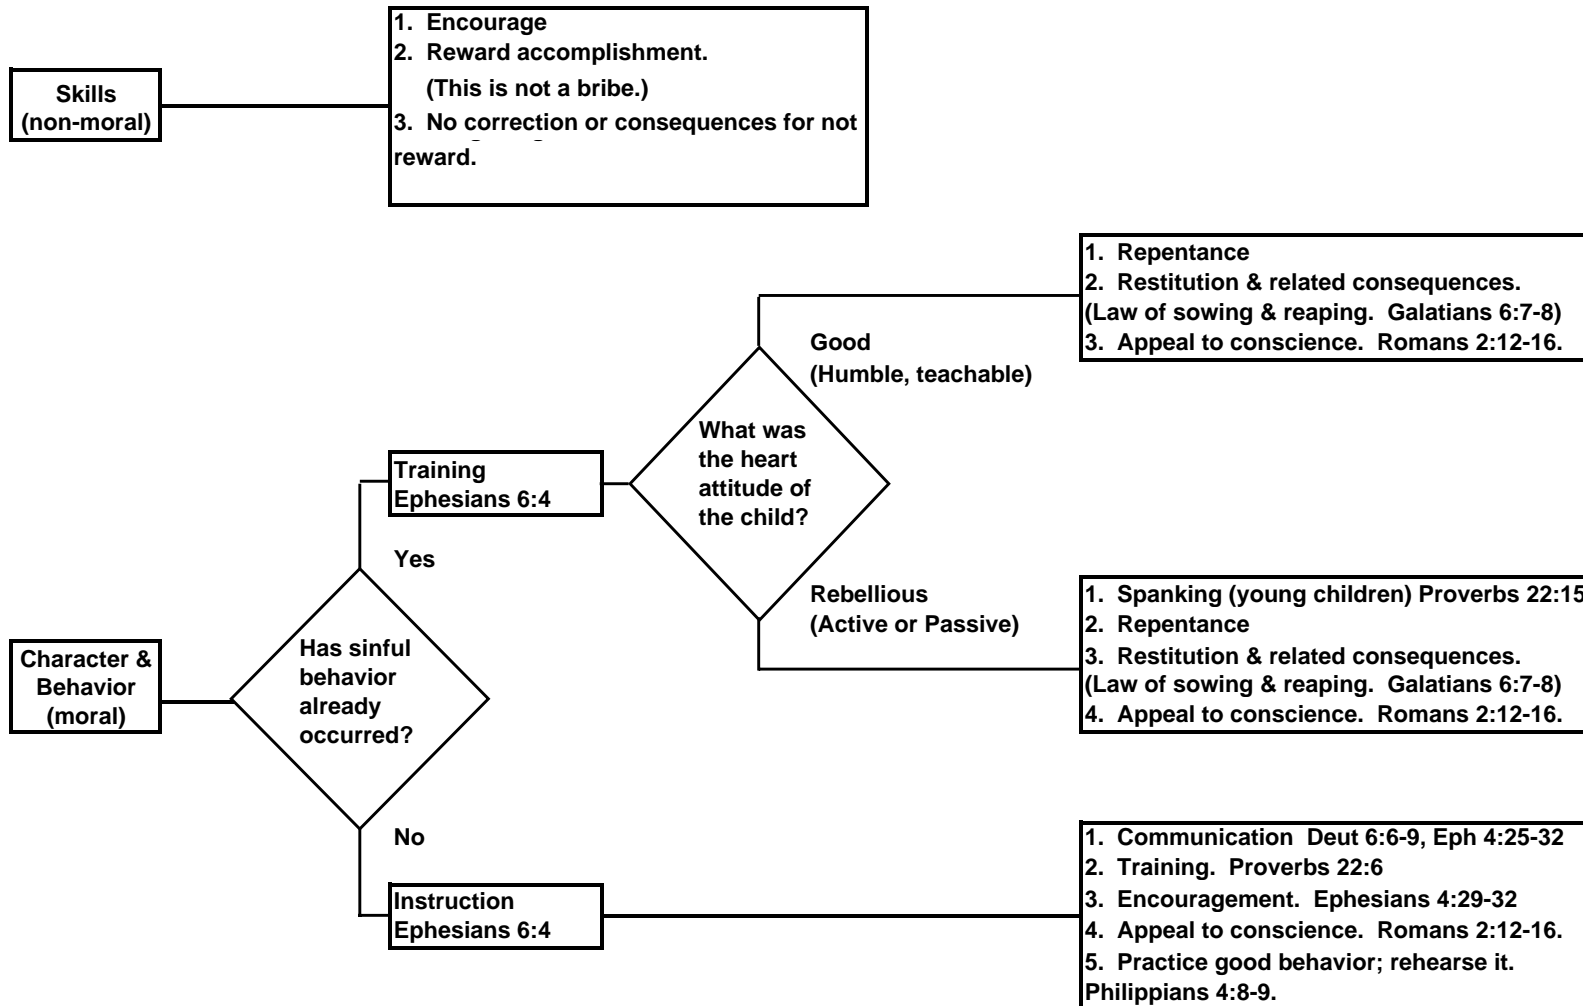 Skills
(non-moral)
1. Encourage
2. Reward accomplishment.
(This is not a bribe.)
3. No correction or consequences for not
reward.
1. Repentance
2. Restitution & related consequences.
(Law of sowing & reaping. Galatians 6:7-8)
3. Appeal to conscience. Romans 2:12-16.
Good
(Humble, teachable)
What was
the heart
attitude of
the child?
Training
Ephesians 6:4
Yes
Rebellious
(Active or Passive)
1. Spanking (young children) Proverbs 22:15
2. Repentance
3. Restitution & related consequences.
(Law of sowing & reaping. Galatians 6:7-8)
4. Appeal to conscience. Romans 2:12-16.
Character &
Behavior
(moral)
Has sinful
behavior
already
occurred?
No
Instruction
Ephesians 6:4
1. Communication Deut 6:6-9, Eph 4:25-32
2. Training. Proverbs 22:6
3. Encouragement. Ephesians 4:29-32
4. Appeal to conscience. Romans 2:12-16.
5. Practice good behavior; rehearse it.
Philippians 4:8-9.